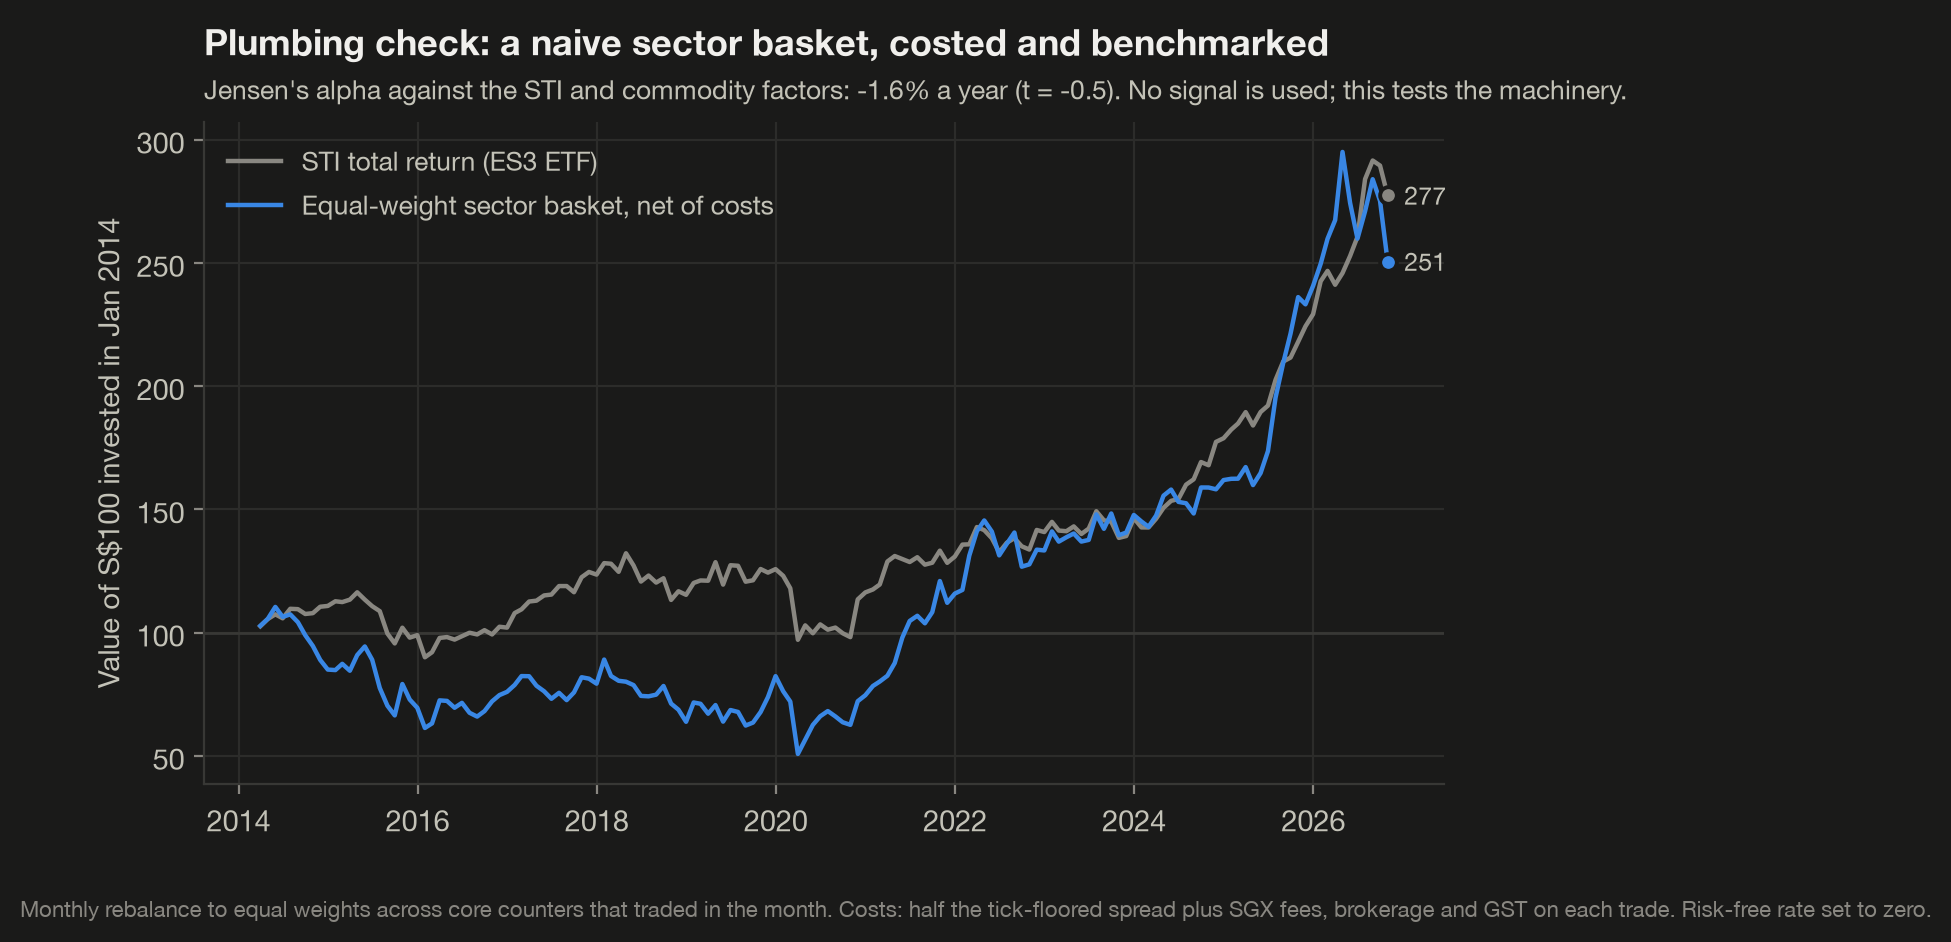 Plumbing check: a naive sector basket, costed and benchmarked
Jensen's alpha against the STI and commodity factors: -1.6% a year (t = -0.5). No signal is used; this tests the machinery.
STI total return (ES3 ETF)
Equal-weight sector basket, net of costs
Value of S$100 invested in Jan 2014
300
250
200
150
100
50
277
251
2014
2016
2018
2020
2022
2024
2026
Monthly rebalance to equal weights across core counters that traded in the month. Costs: half the tick-floored spread plus SGX fees, brokerage and GST on each trade. Risk-free rate set to zero.